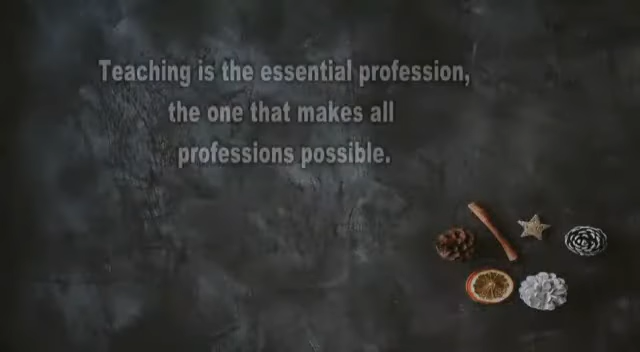 Teaching is the essential profession,
the one that makes all
professions possible.